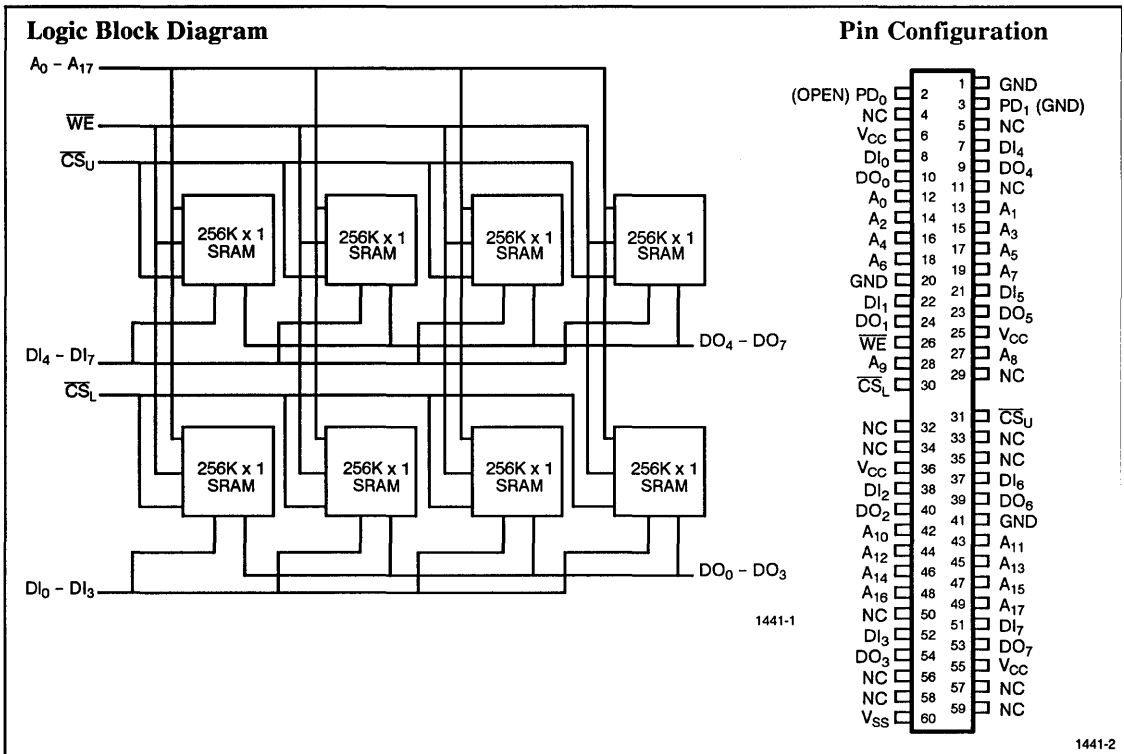 Logic Block Diagram
A₀ – A₁₇
W̅E̅
C̅S̅U
256K x 1
SRAM
256K x 1
SRAM
256K x 1
SRAM
256K x 1
SRAM
DI₄ – DI₇
DO₄ – DO₇
C̅S̅L
256K x 1
SRAM
256K x 1
SRAM
256K x 1
SRAM
256K x 1
SRAM
DI₀ – DI₃
DO₀ – DO₃
1441-1
Pin Configuration
1 GND
(OPEN) PD₀ 2
3 PD₁ (GND)
NC 4
5 NC
VCC 6
7 DI₄
DI₀ 8
9 DO₄
DO₀ 10
11 NC
A₀ 12
13 A₁
A₂ 14
15 A₃
A₄ 16
17 A₅
A₆ 18
19 A₇
GND 20
21 DI₅
DI₁ 22
23 DO₅
DO₁ 24
25 VCC
W̅E̅ 26
27 A₈
A₉ 28
29 NC
C̅S̅L 30
31 C̅S̅U
NC 32
33 NC
NC 34
35 NC
VCC 36
37 DI₆
DI₂ 38
39 DO₆
DO₂ 40
41 GND
A₁₀ 42
43 A₁₁
A₁₂ 44
45 A₁₃
A₁₄ 46
47 A₁₅
A₁₆ 48
49 A₁₇
NC 50
51 DI₇
DI₃ 52
53 DO₇
DO₃ 54
55 VCC
NC 56
57 NC
NC 58
59 NC
VSS 60
1441-2